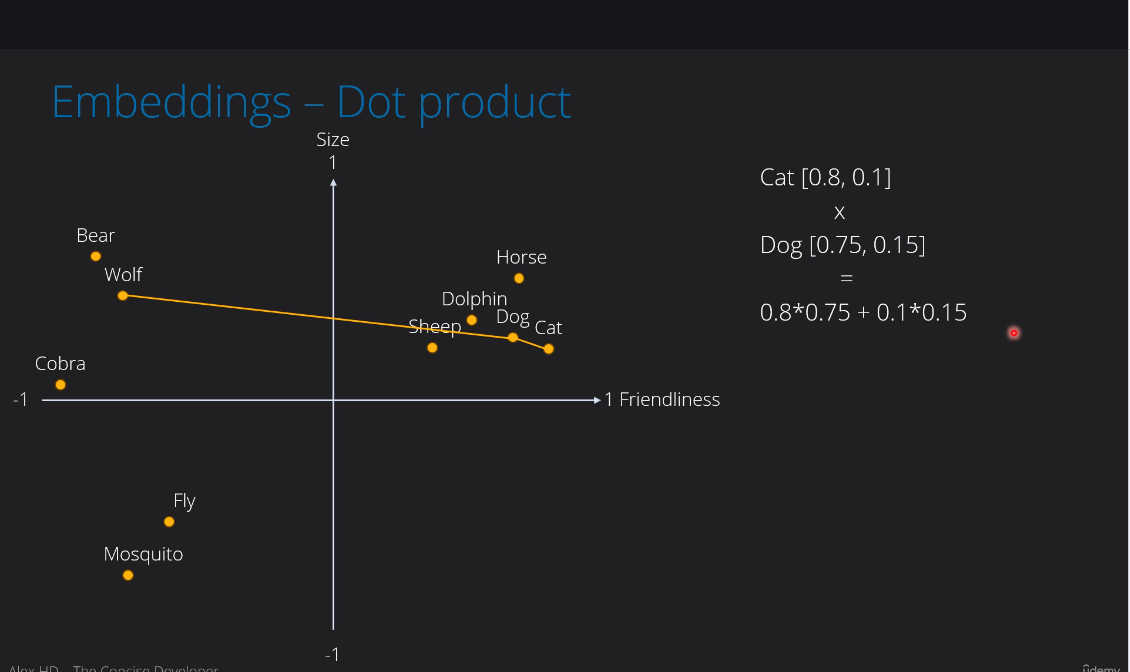 Embeddings – Dot product
Size
1
Cat [0.8, 0.1]
x
Dog [0.75, 0.15]
=
0.8*0.75 + 0.1*0.15
Bear
Wolf
Horse
Dolphin
Dog
Sheep
Cat
Cobra
-1
1 Friendliness
Fly
Mosquito
-1
Alex HD – The Concise Developer
ûdemy